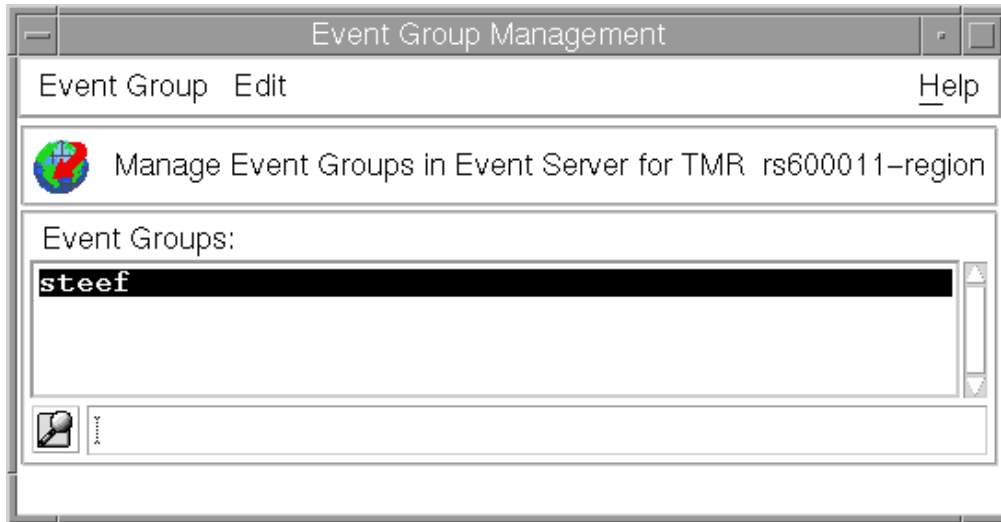 Event Group Management
Event Group Edit Help
Manage Event Groups in Event Server for TMR rs600011-region
Event Groups:
steef